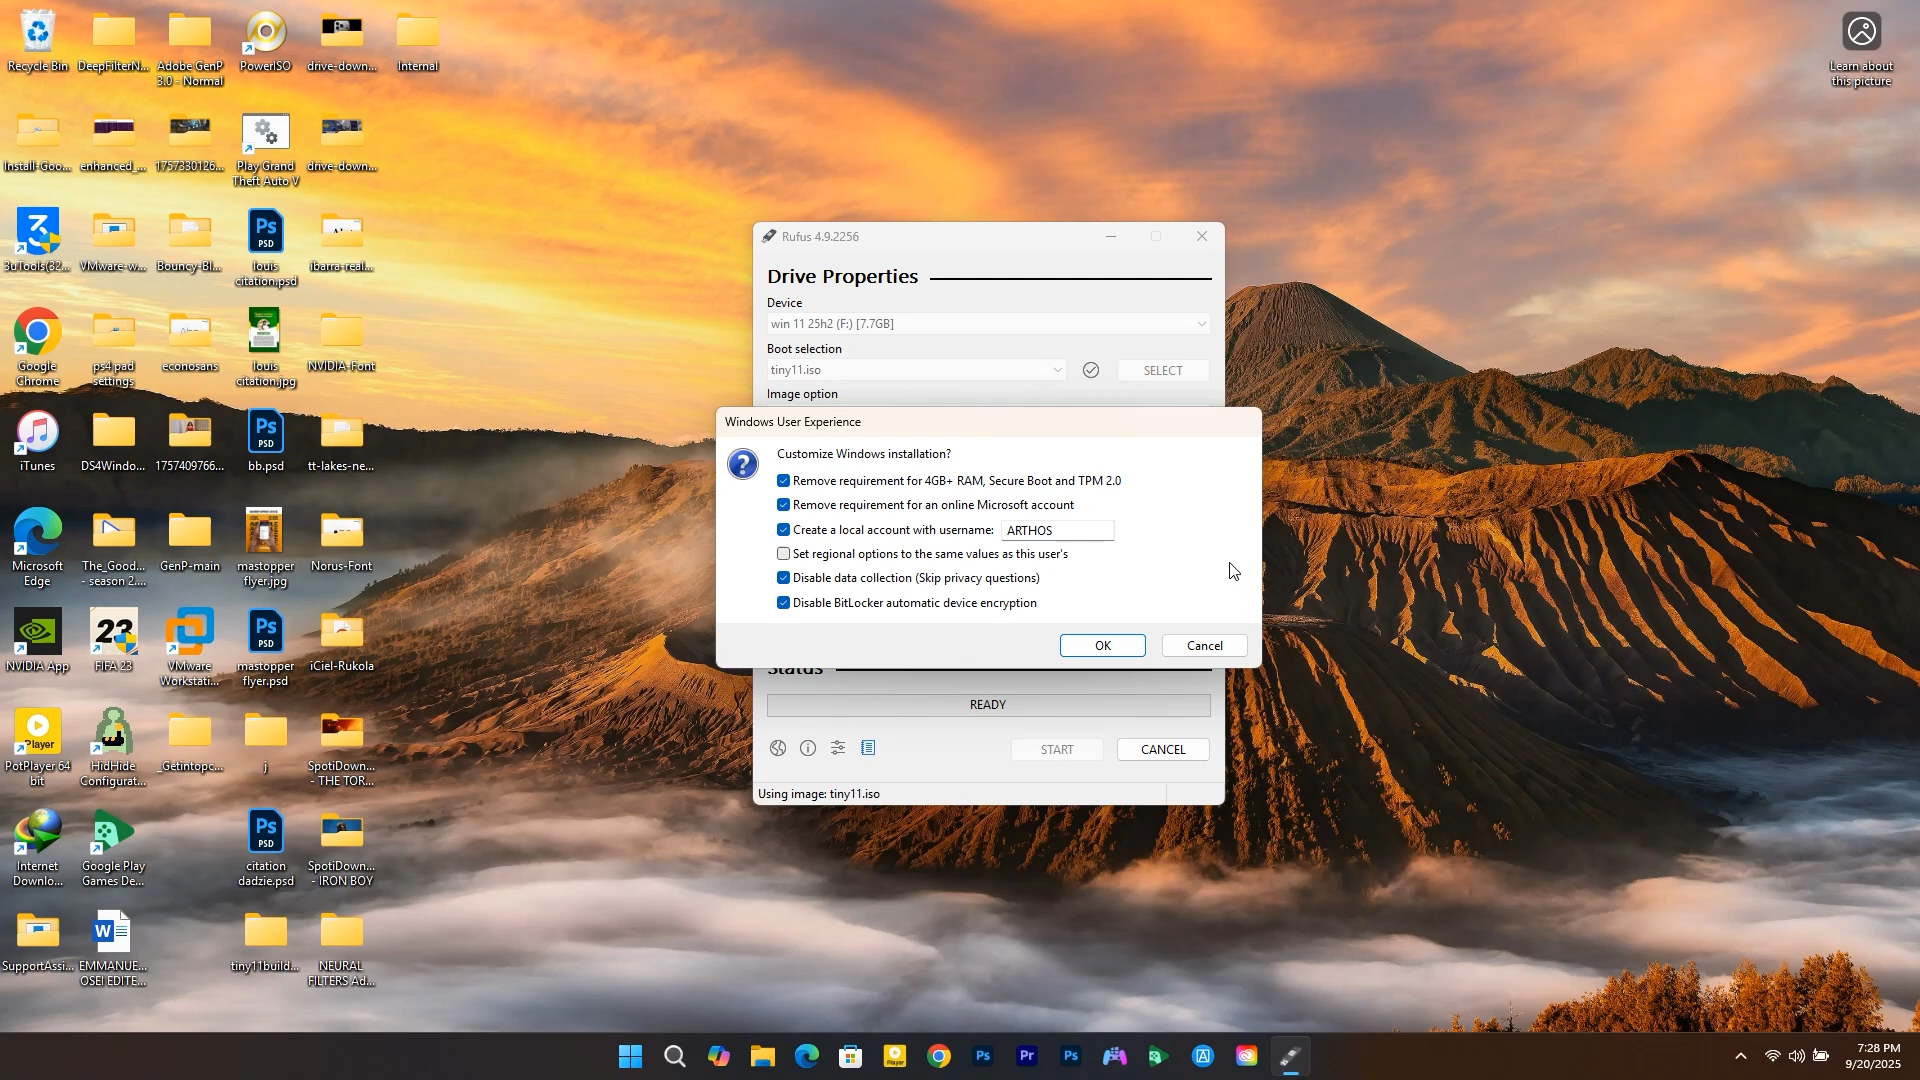 Recycle Bin
DeepFilterN...
Adobe GenP
3.0 - Normal
PowerISO
drive-down...
Internal
Learn about
this picture
Install-Goo...
enhanced_...
1757330126...
Play Grand
Theft Auto V
drive-down...
3uTools(32...
VMware-w...
Bouncy-Bl...
louis
citation.psd
ibarra-real...
Google
Chrome
ps4 pad
settings
econosans
louis
citation.jpg
NVIDIA-Font
iTunes
DS4Windo...
1757409766...
bb.psd
tt-lakes-ne...
Microsoft
Edge
The_Good...
- season 2....
GenP-main
mastopper
flyer.jpg
Norus-Font
NVIDIA App
FIFA 23
VMware
Workstati...
mastopper
flyer.psd
iCiel-Rukola
PotPlayer 64
bit
HidHide
Configurat...
_Getintopc...
j
SpotiDown...
- THE TOR...
Internet
Downlo...
Google Play
Games Be...
citation
dadzie.psd
SpotiDown...
- IRON BOY
SupportAssi...
EMMANUE...
OSEI EDITE...
tiny11build...
NEURAL
FILTERS Ad...
Rufus 4.9.2256
Drive Properties
Device
win 11 25h2 (F:) [7.7GB]
Boot selection
tiny11.iso
SELECT
Image option
Windows User Experience
Customize Windows installation?
Remove requirement for 4GB+ RAM, Secure Boot and TPM 2.0
Remove requirement for an online Microsoft account
Create a local account with username: ARTHOS
Set regional options to the same values as this user's
Disable data collection (Skip privacy questions)
Disable BitLocker automatic device encryption
OK
Cancel
Status
READY
START
CANCEL
Using image: tiny11.iso
7:28 PM
9/20/2025